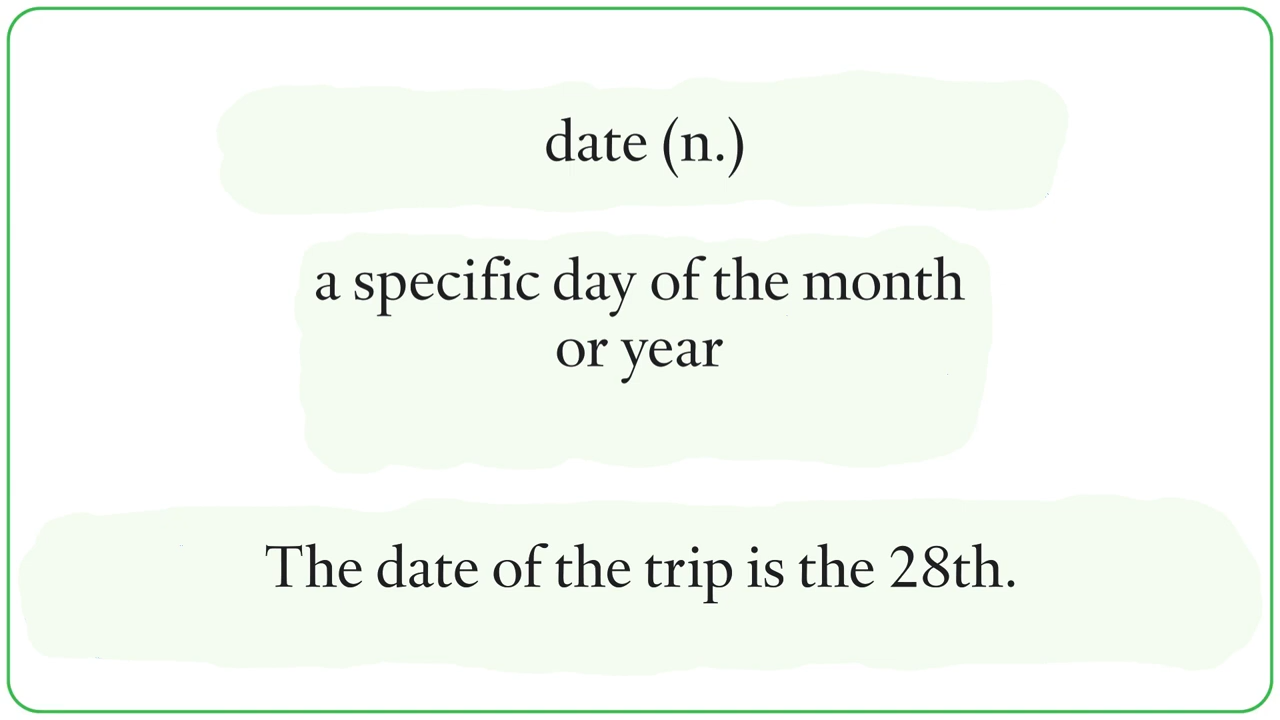 date (n.)
a specific day of the month
or year
The date of the trip is the 28th.